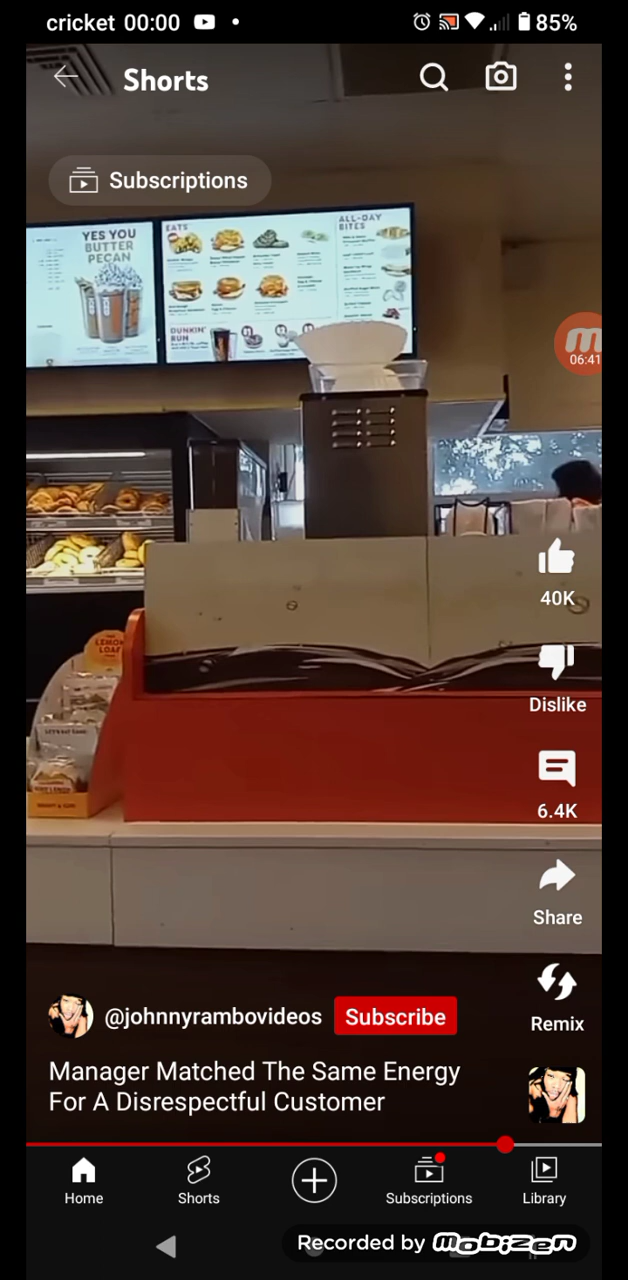 cricket 00:00
85%
Shorts
Subscriptions
YES YOU
BUTTER
PECAN
EATS
ALL-DAY
BITES
DUNKIN'
RUN
06:41
40K
LEMON
LOAF
Dislike
6.4K
Share
@johnnyrambovideos
Subscribe
Remix
Manager Matched The Same Energy
For A Disrespectful Customer
Home
Shorts
Subscriptions
Library
Recorded by mobizen